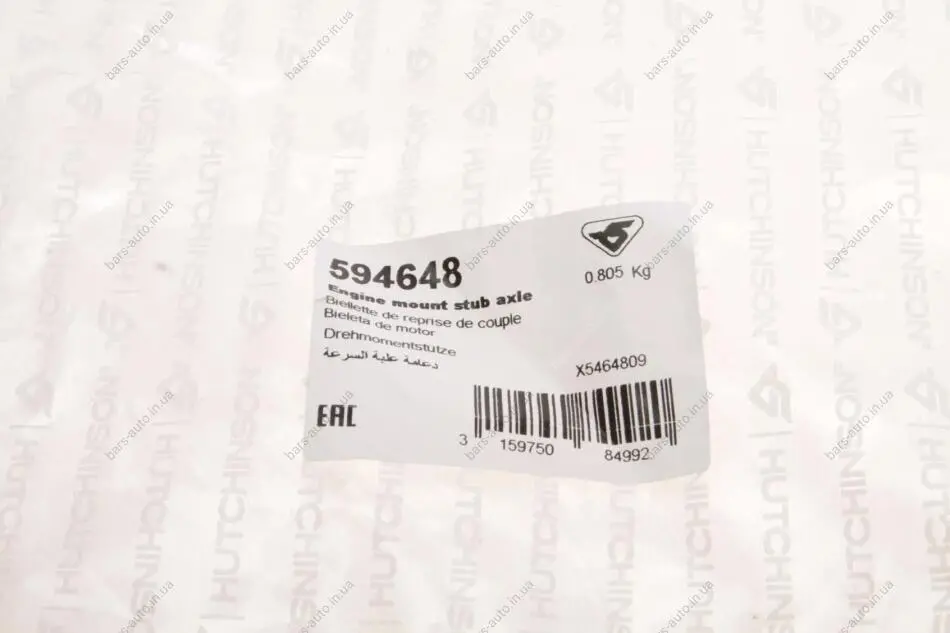 594648
0.805 Kg
Engine mount stub axle
Biellette de reprise de couple
Bieleta de motor
Drehmomentstütze
دعامة علبة السرعة
X5464809
EAC
3 159750 84992
HUTCHINSON
bars-auto.in.ua